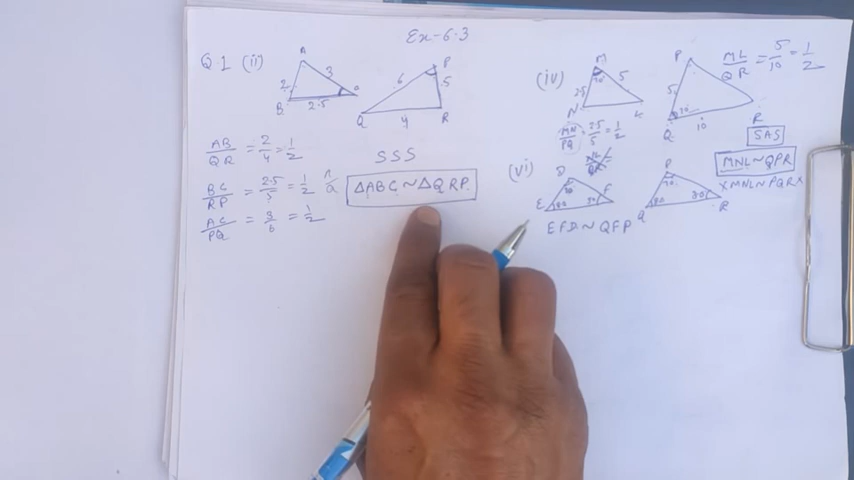 Ex-6.3
Q1 (ii)
A
2
3
B
2.5
P
6
5
Q
4
R
AB/QR = 2/4 = 1/2
BC/RP = 2.5/5 = 1/2
AC/PQ = 3/6 = 1/2
SSS
ΔABC ~ ΔQRP
(iv)
M
70°
2.5
5
N
L
P
5
70°
Q
10
R
ML/QR = 5/10 = 1/2
MN/PQ = 2.5/5 = 1/2
SAS
MNL ~ QPR
X MNL ~ PQR X
(vi)
D
70
E
80
30
F
P
70
Q
80
30
R
EFD ~ QFP